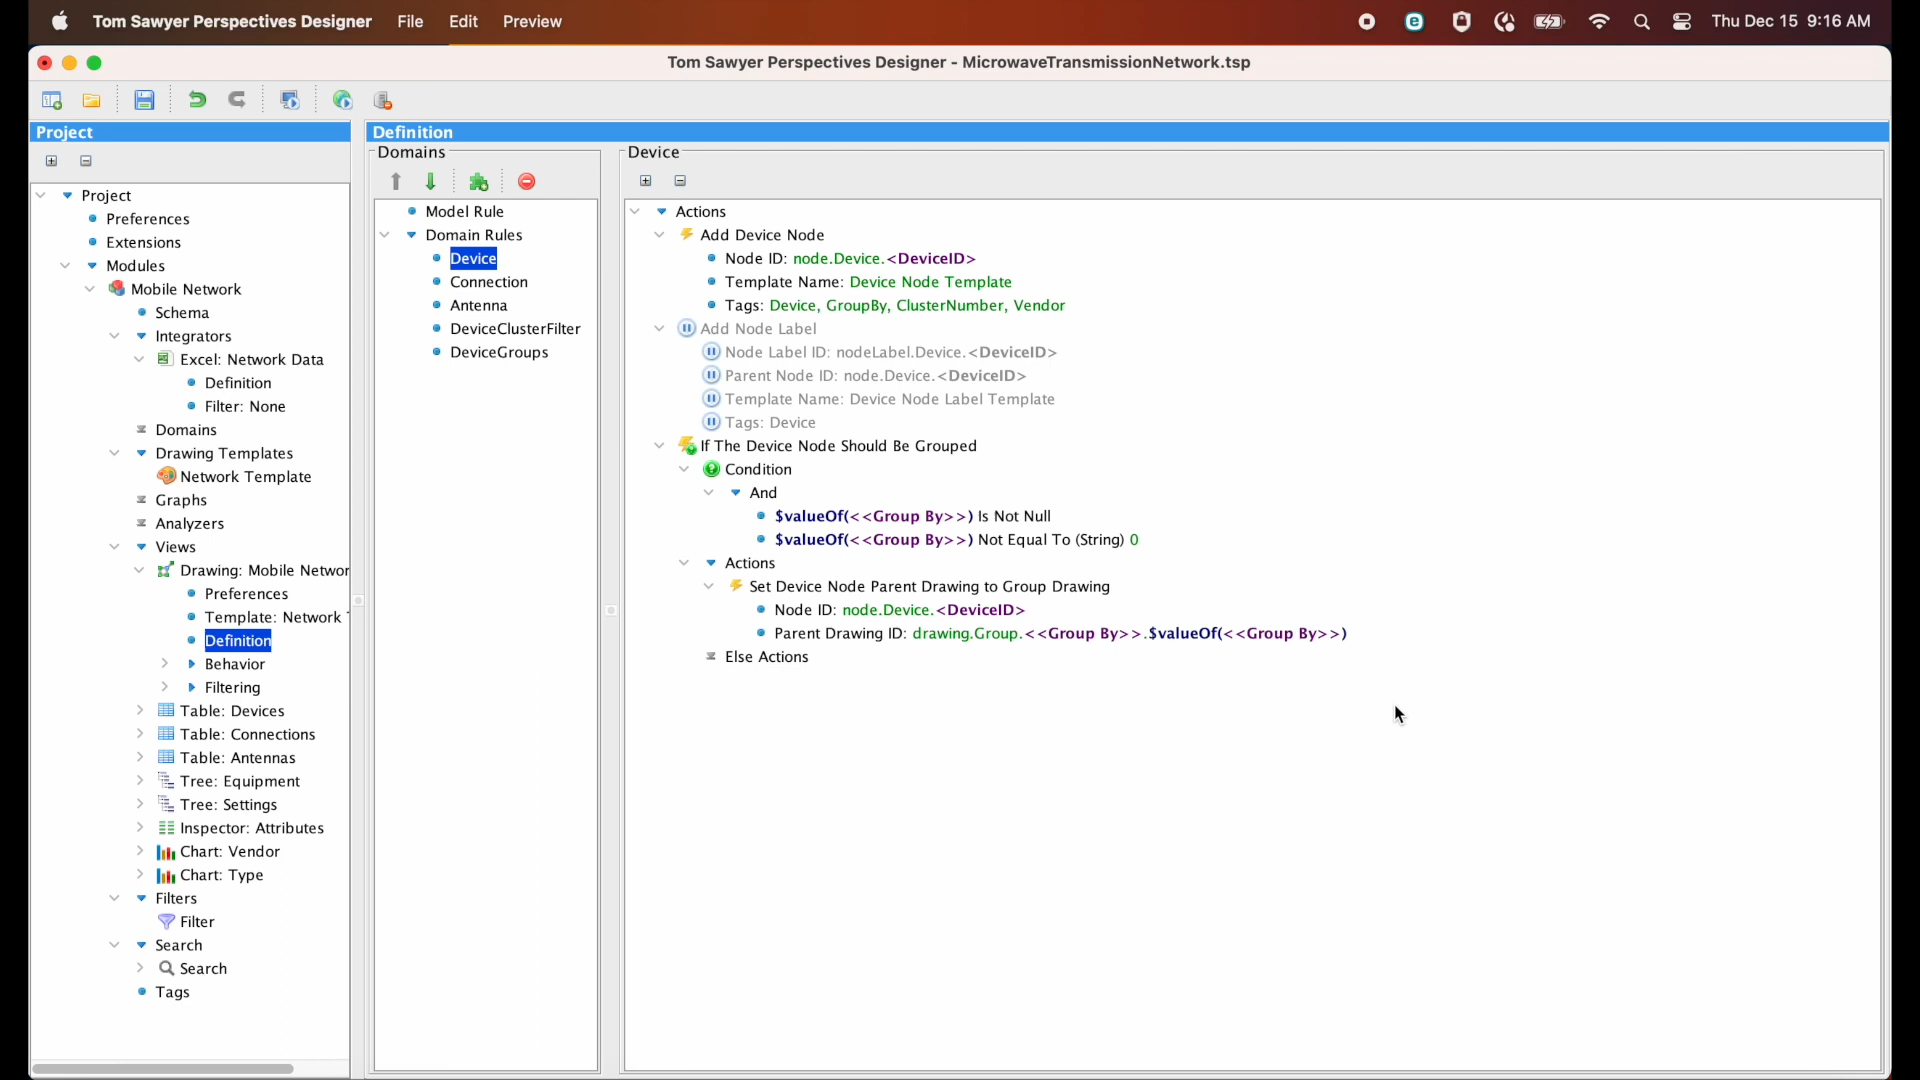 Tom Sawyer Perspectives Designer File Edit Preview Thu Dec 15 9:16 AM
Tom Sawyer Perspectives Designer - MicrowaveTransmissionNetwork.tsp
Project
Project
Preferences
Extensions
Modules
Mobile Network
Schema
Integrators
Excel: Network Data
Definition
Filter: None
Domains
Drawing Templates
Network Template
Graphs
Analyzers
Views
Drawing: Mobile Networ
Preferences
Template: Network
Definition
Behavior
Filtering
Table: Devices
Table: Connections
Table: Antennas
Tree: Equipment
Tree: Settings
Inspector: Attributes
Chart: Vendor
Chart: Type
Filters
Filter
Search
Search
Tags
Definition
Domains
Model Rule
Domain Rules
Device
Connection
Antenna
DeviceClusterFilter
DeviceGroups
Device
Actions
Add Device Node
Node ID: node.Device.<DeviceID>
Template Name: Device Node Template
Tags: Device, GroupBy, ClusterNumber, Vendor
Add Node Label
Node Label ID: nodeLabel.Device.<DeviceID>
Parent Node ID: node.Device.<DeviceID>
Template Name: Device Node Label Template
Tags: Device
If The Device Node Should Be Grouped
Condition
And
$valueOf(<<Group By>>) Is Not Null
$valueOf(<<Group By>>) Not Equal To (String) 0
Actions
Set Device Node Parent Drawing to Group Drawing
Node ID: node.Device.<DeviceID>
Parent Drawing ID: drawing.Group.<<Group By>>.$valueOf(<<Group By>>)
Else Actions